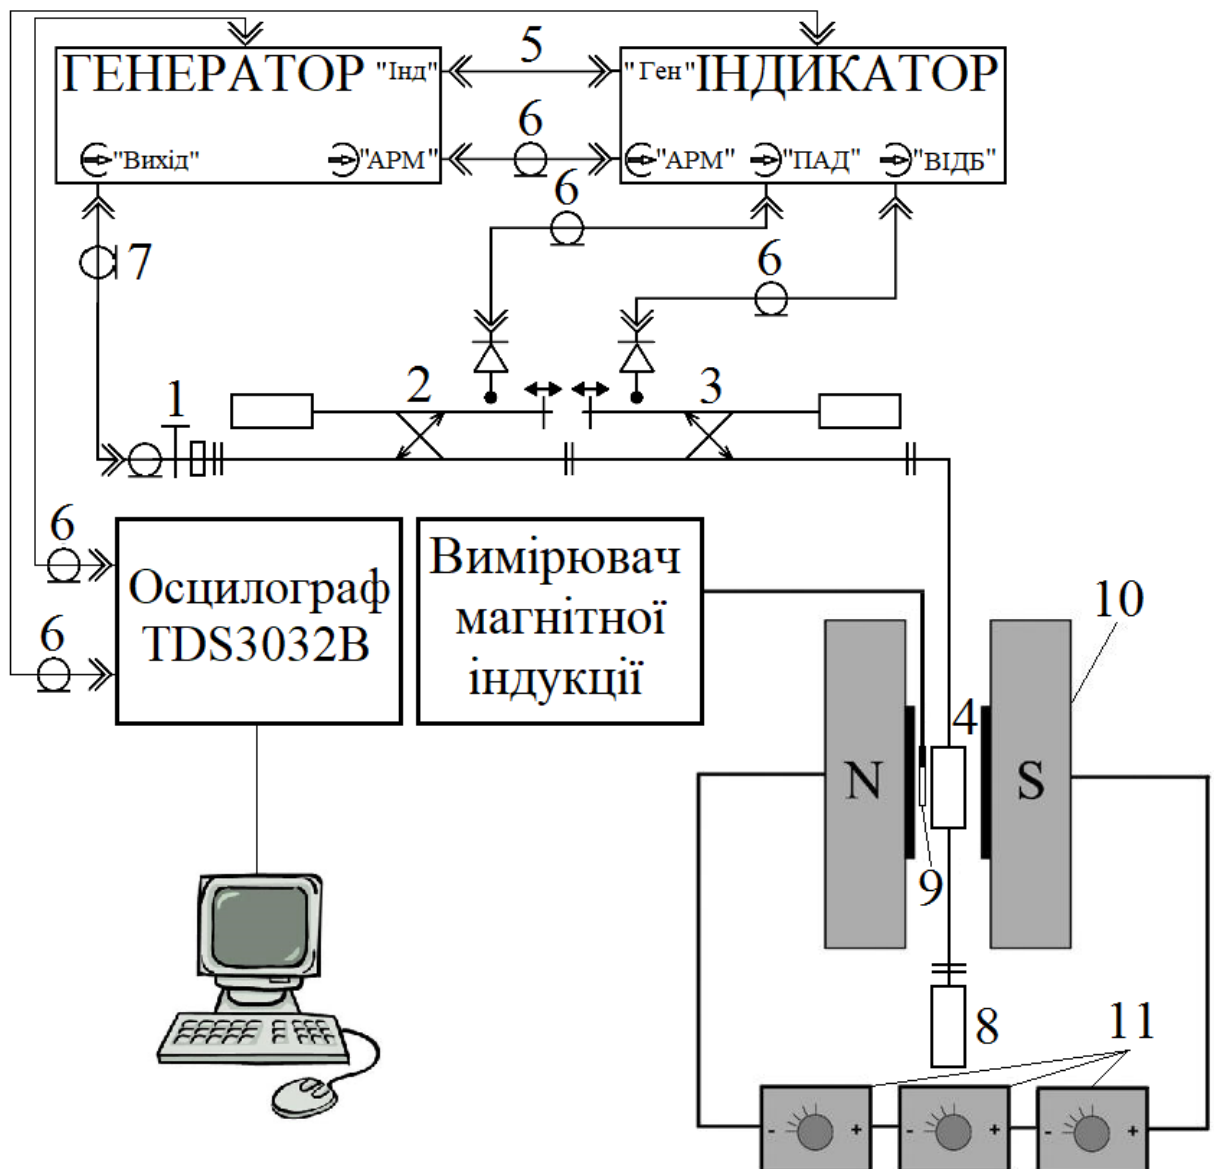 5
ГЕНЕРАТОР "Інд"
"Ген" ІНДИКАТОР
6
"Вихід" "АРМ"
"АРМ" "ПАД" "ВІДБ"
6
7
6
1
2
3
6
Осцилограф
TDS3032B
6
Вимірювач
магнітної
індукції
10
4
N
S
9
8
11
- +
- +
- +